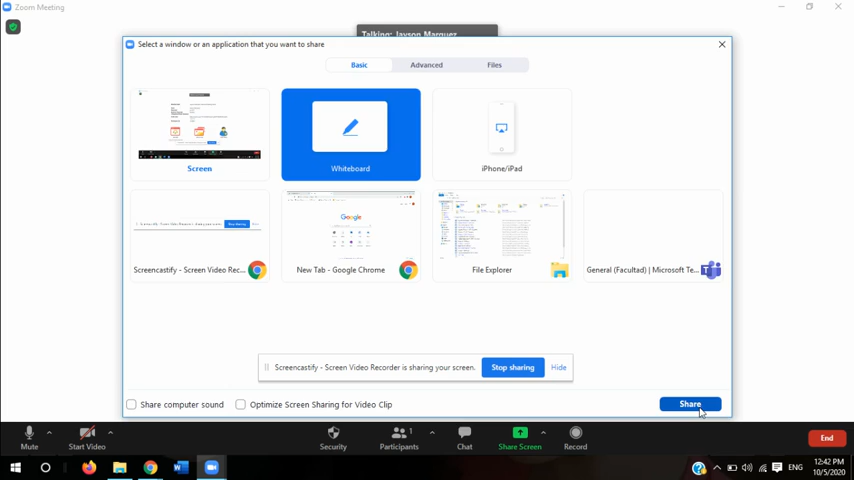 Zoom Meeting
Talking: Jayson Marquez
Select a window or an application that you want to share
Basic
Advanced
Files
Screen
Whiteboard
iPhone/iPad
Google
Screencastify - Screen Video Rec...
New Tab - Google Chrome
File Explorer
General (Facultad) | Microsoft Te...
Screencastify - Screen Video Recorder is sharing your screen.
Stop sharing
Hide
Share computer sound
Optimize Screen Sharing for Video Clip
Share
Mute
Start Video
Security
1
Participants
Chat
Share Screen
Record
End
ENG
12:42 PM
10/5/2020